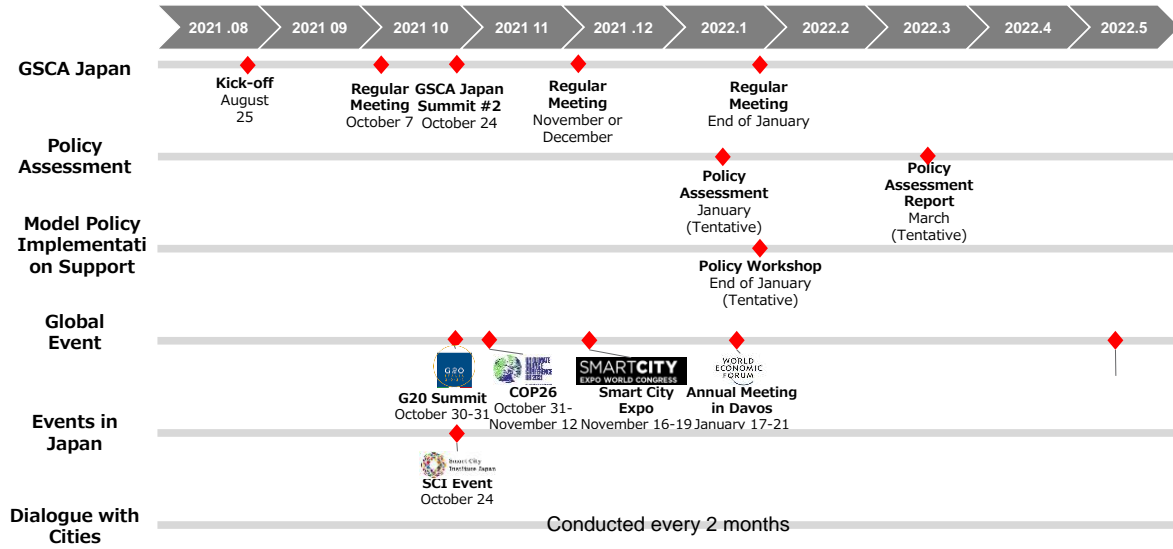 2021 .08
2021 09
2021 10
2021 11
2021 .12
2022.1
2022.2
2022.3
2022.4
2022.5
GSCA Japan
Kick-off
August
25
Regular
Meeting
October 7
GSCA Japan
Summit #2
October 24
Regular
Meeting
November or
December
Regular
Meeting
End of January
Policy
Assessment
Policy
Assessment
January
(Tentative)
Policy
Assessment
Report
March
(Tentative)
Model Policy
Implementati
on Support
Policy Workshop
End of January
(Tentative)
Global
Event
G20 Summit
October 30-31
COP26
October 31-
November 12
SMARTCITY
EXPO WORLD CONGRESS
Smart City
Expo
November 16-19
WORLD
ECONOMIC
FORUM
Annual Meeting
in Davos
January 17-21
Events in
Japan
Smart City
Institute Japan
SCI Event
October 24
Dialogue with
Cities
Conducted every 2 months